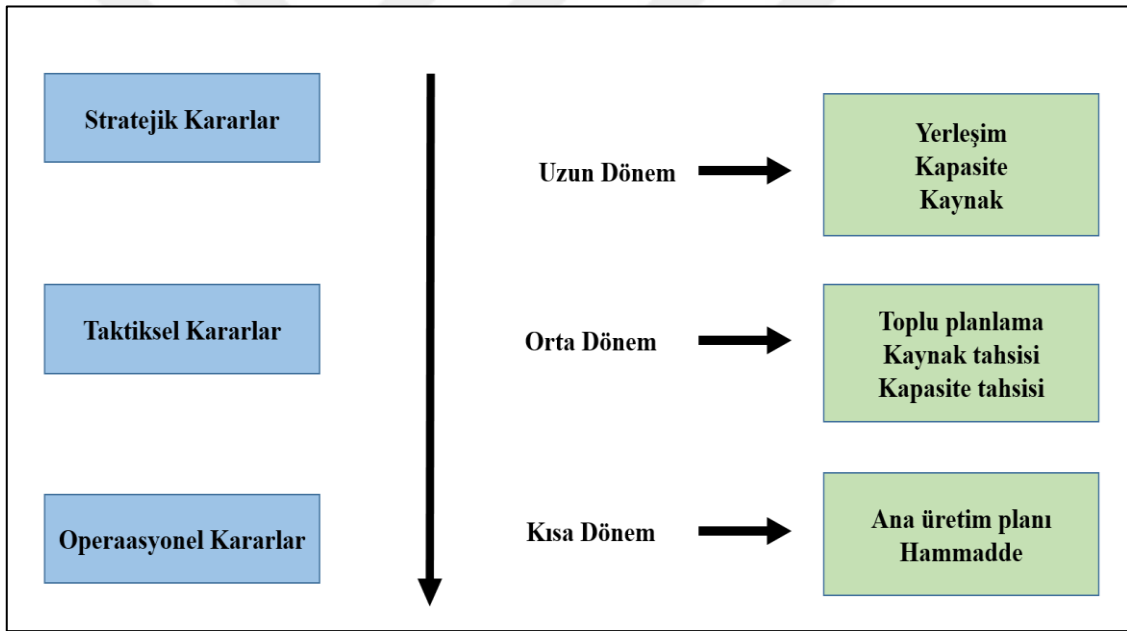 Stratejik Kararlar
Uzun Dönem
Yerleşim
Kapasite
Kaynak
Taktiksel Kararlar
Orta Dönem
Toplu planlama
Kaynak tahsisi
Kapasite tahsisi
Operaasyonel Kararlar
Kısa Dönem
Ana üretim planı
Hammadde